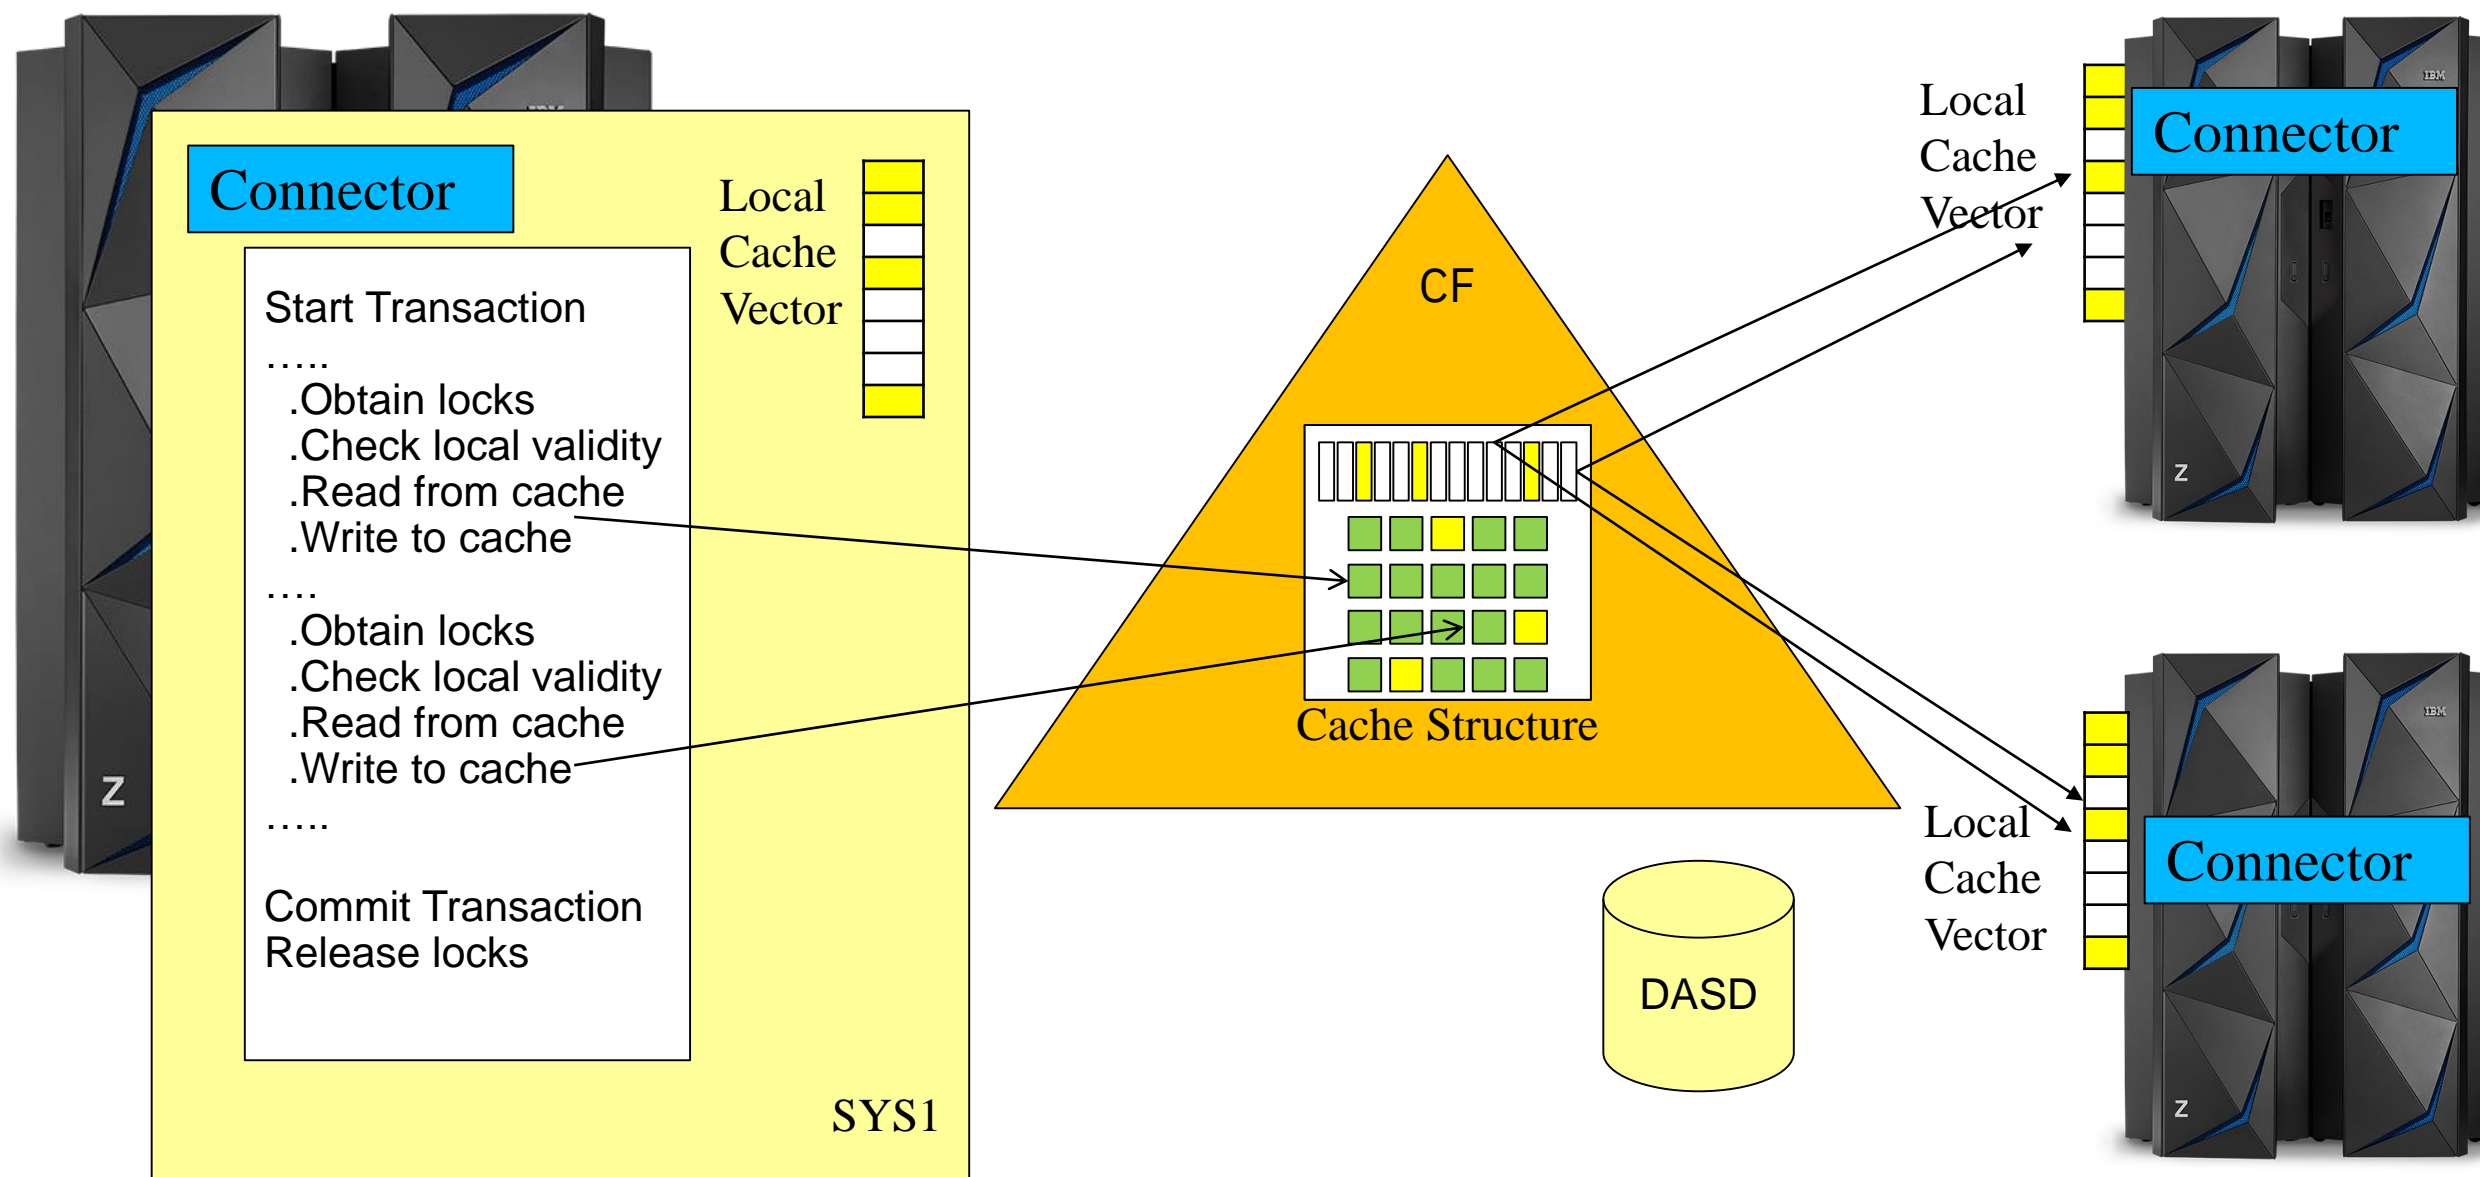 Connector
Start Transaction
…..
.Obtain locks
.Check local validity
.Read from cache
.Write to cache
….
.Obtain locks
.Check local validity
.Read from cache
.Write to cache
…..
Commit Transaction
Release locks
Local
Cache
Vector
SYS1
Z
CF
Cache Structure
DASD
Local
Cache
Vector
Connector
IBM
Z
Local
Cache
Vector
Connector
IBM
Z